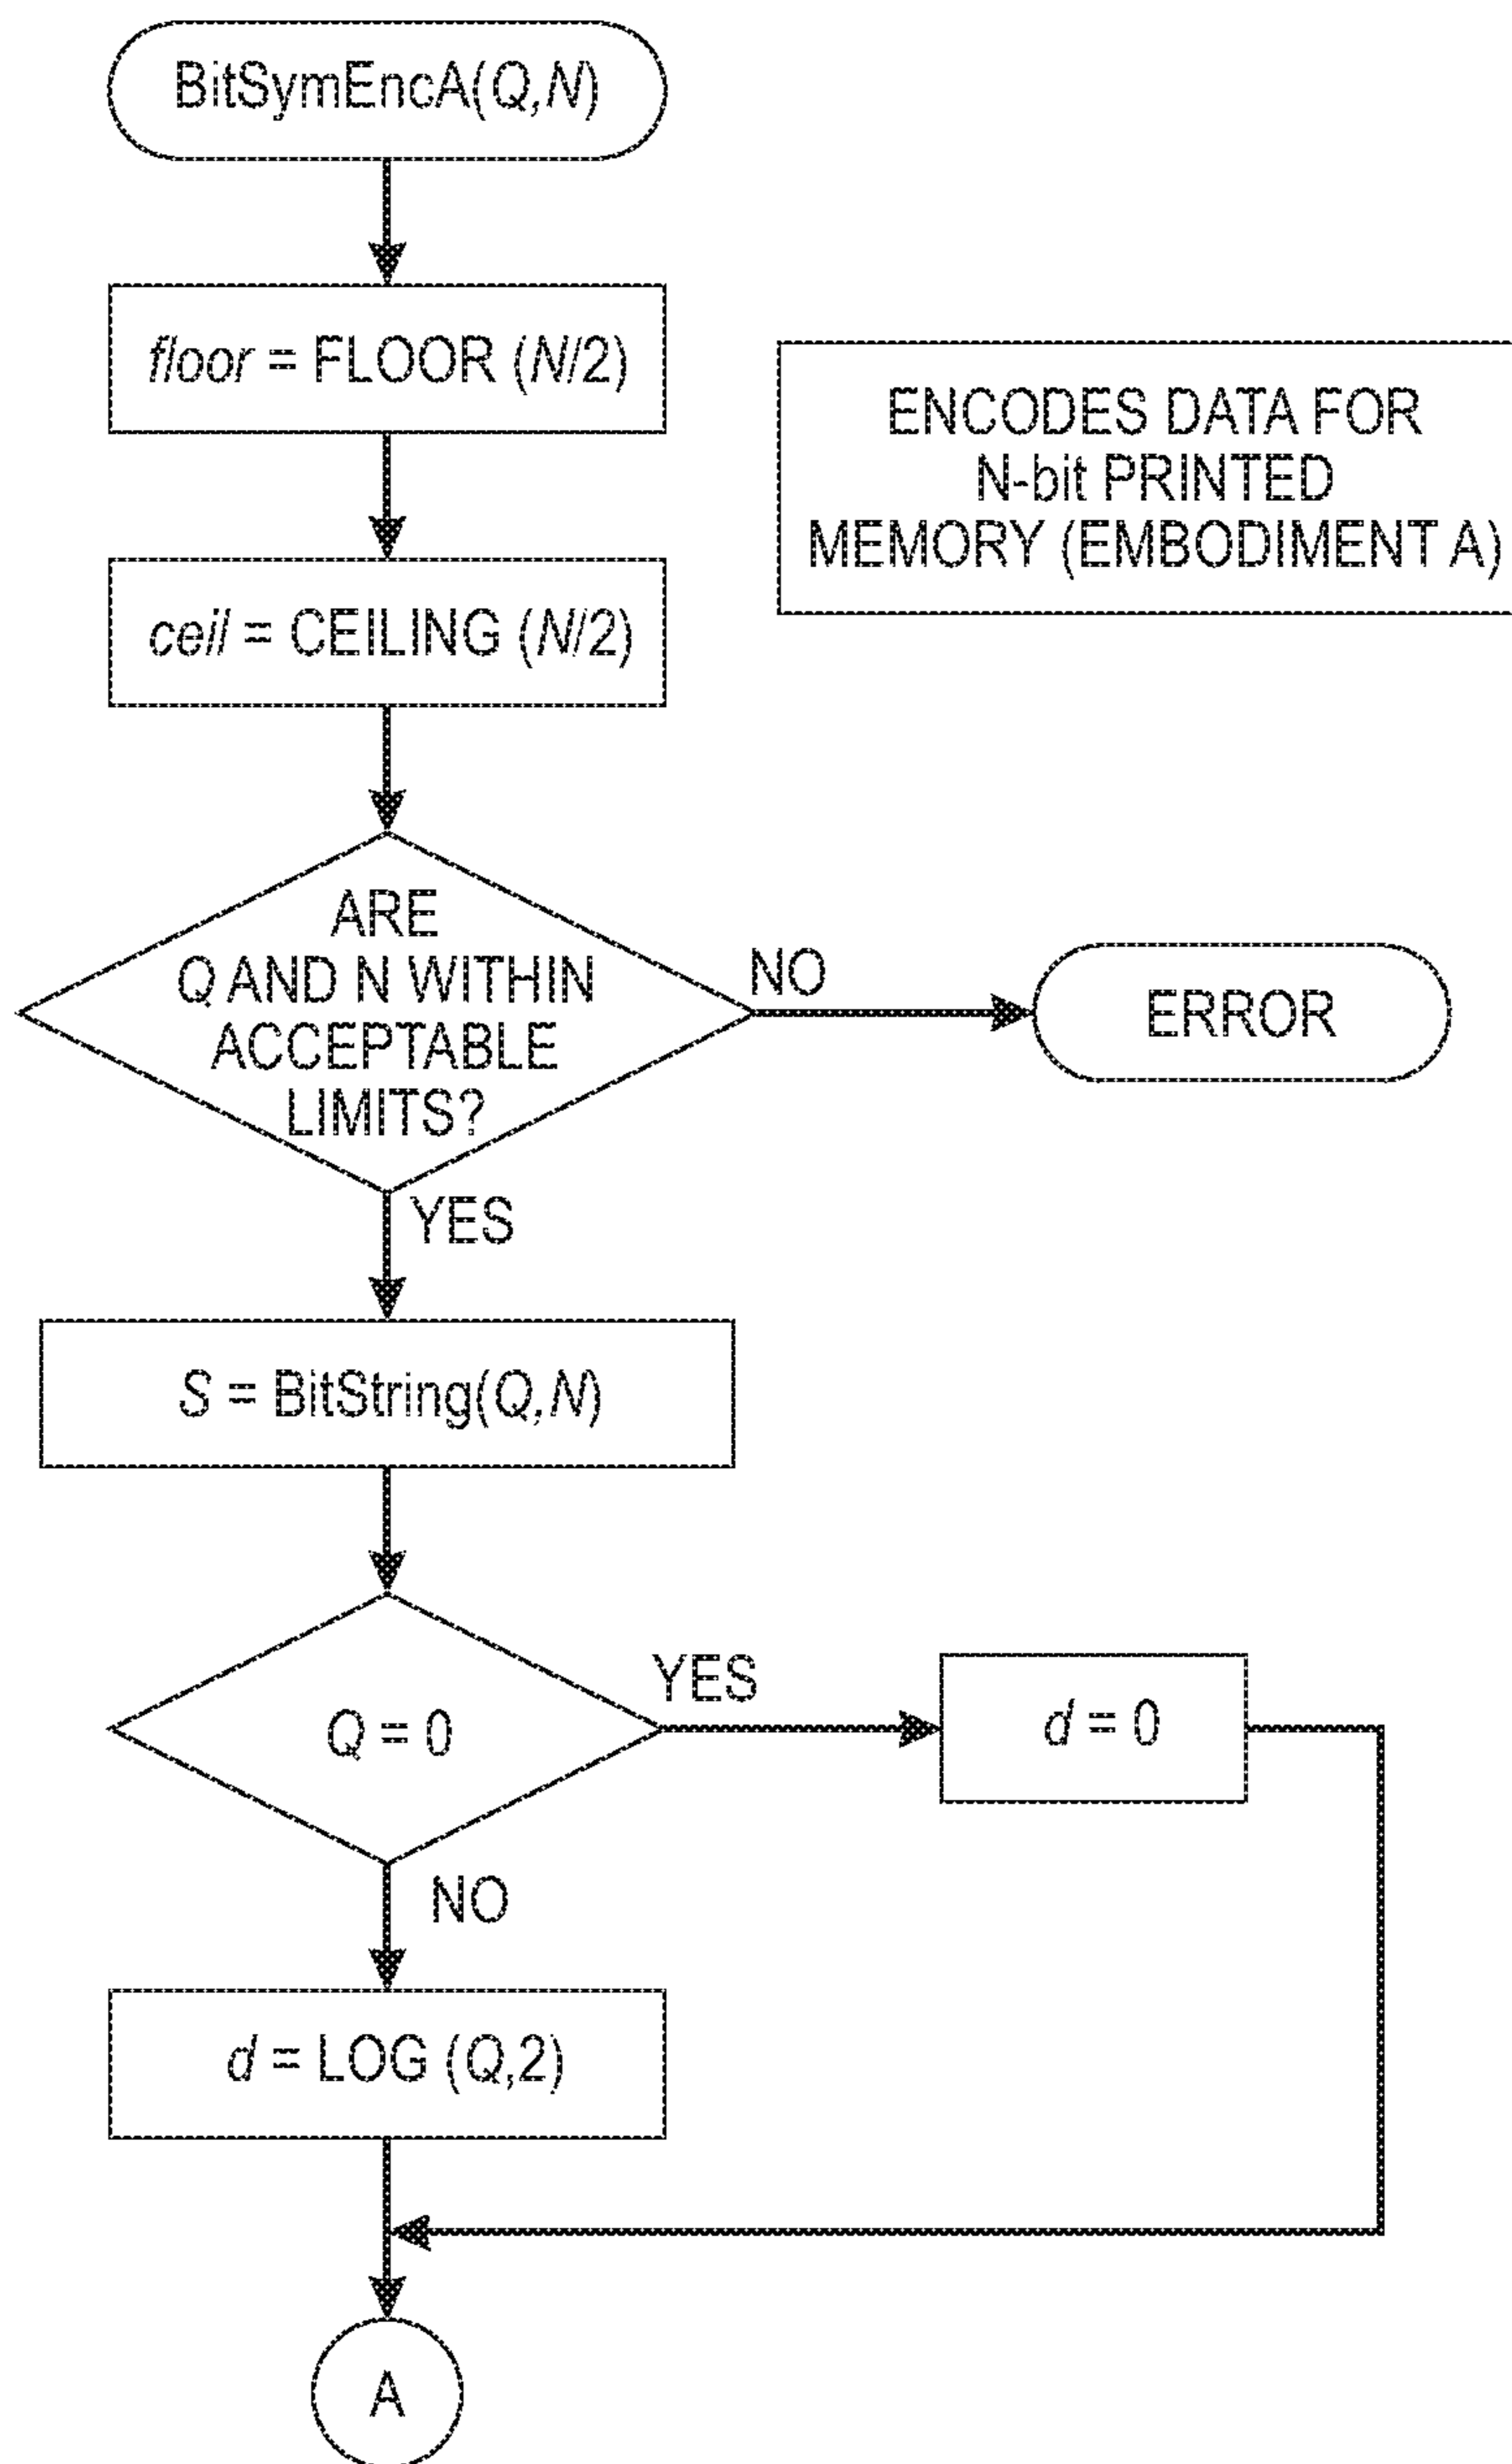 BitSymEncA(Q,N)
floor = FLOOR (N/2)
ENCODES DATA FOR
N-bit PRINTED
MEMORY (EMBODIMENT A)
ceil = CEILING (N/2)
ARE
Q AND N WITHIN
ACCEPTABLE
LIMITS?
NO
ERROR
YES
S = BitString(Q,N)
Q = 0
YES
d = 0
NO
d = LOG (Q,2)
A